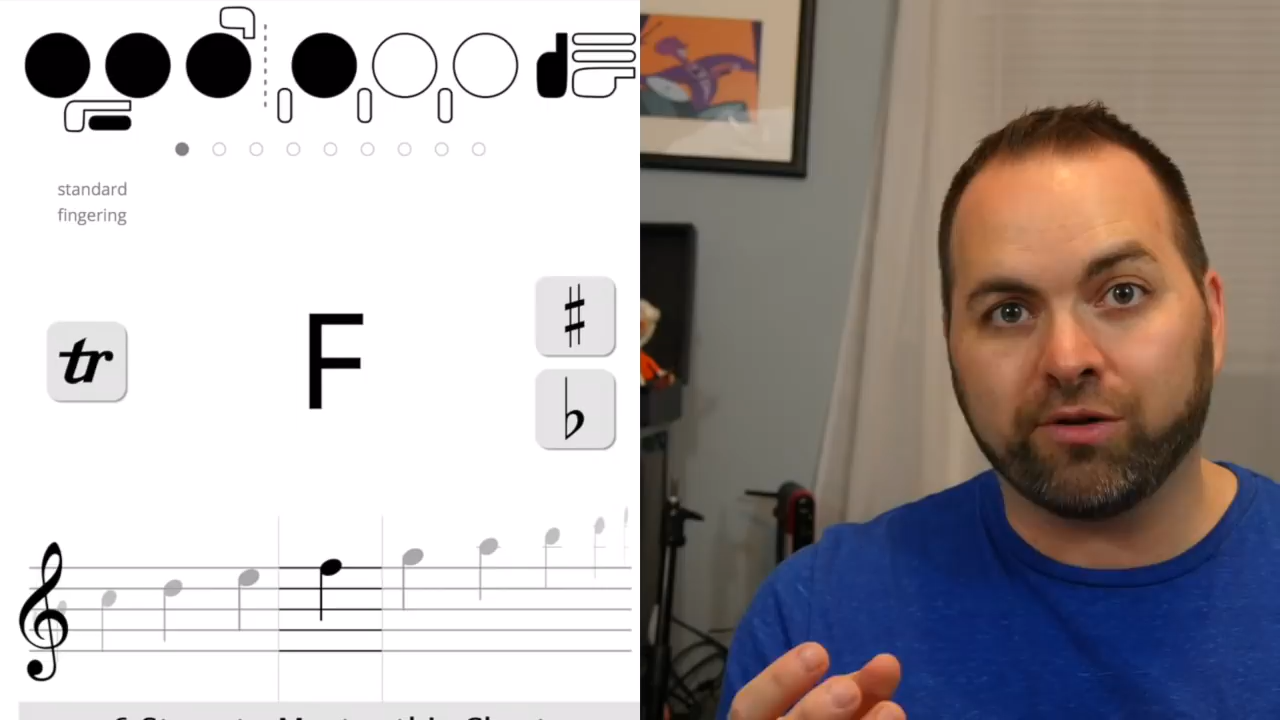 standard
fingering
tr
F
♯
♭